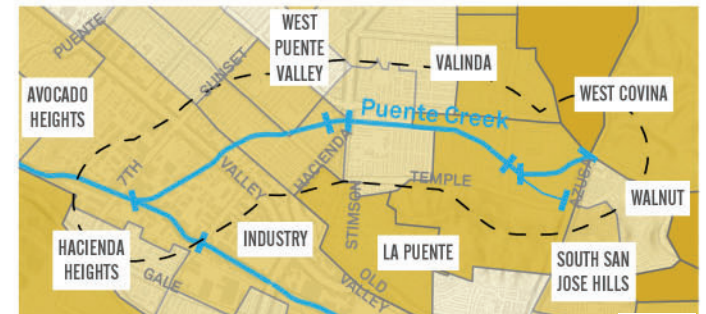 WEST
PUENTE
VALLEY
PUENTE
SUNSET
VALINDA
AVOCADO
HEIGHTS
WEST COVINA
Puente Creek
HACIENDA
7TH
VALLEY
TEMPLE
AZUSA
STIMSON
WALNUT
HACIENDA
HEIGHTS
INDUSTRY
LA PUENTE
SOUTH SAN
JOSE HILLS
GALE
OLD
VALLEY